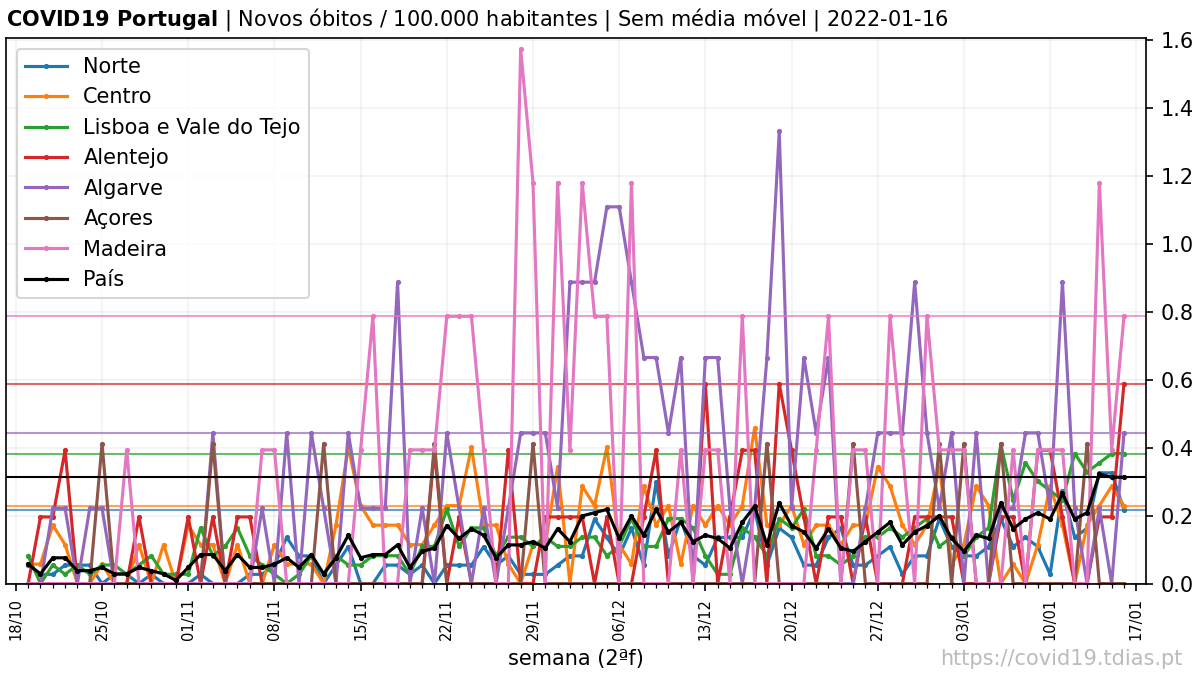 COVID19 Portugal | Novos óbitos / 100.000 habitantes | Sem média móvel | 2022-01-16
Norte
Centro
Lisboa e Vale do Tejo
Alentejo
Algarve
Açores
Madeira
País
1.6
1.4
1.2
1.0
0.8
0.6
0.4
0.2
0.0
18/10 25/10 01/11 08/11 15/11 22/11 29/11 06/12 13/12 20/12 27/12 03/01 10/01 17/01
semana (2ªf)
https://covid19.tdias.pt